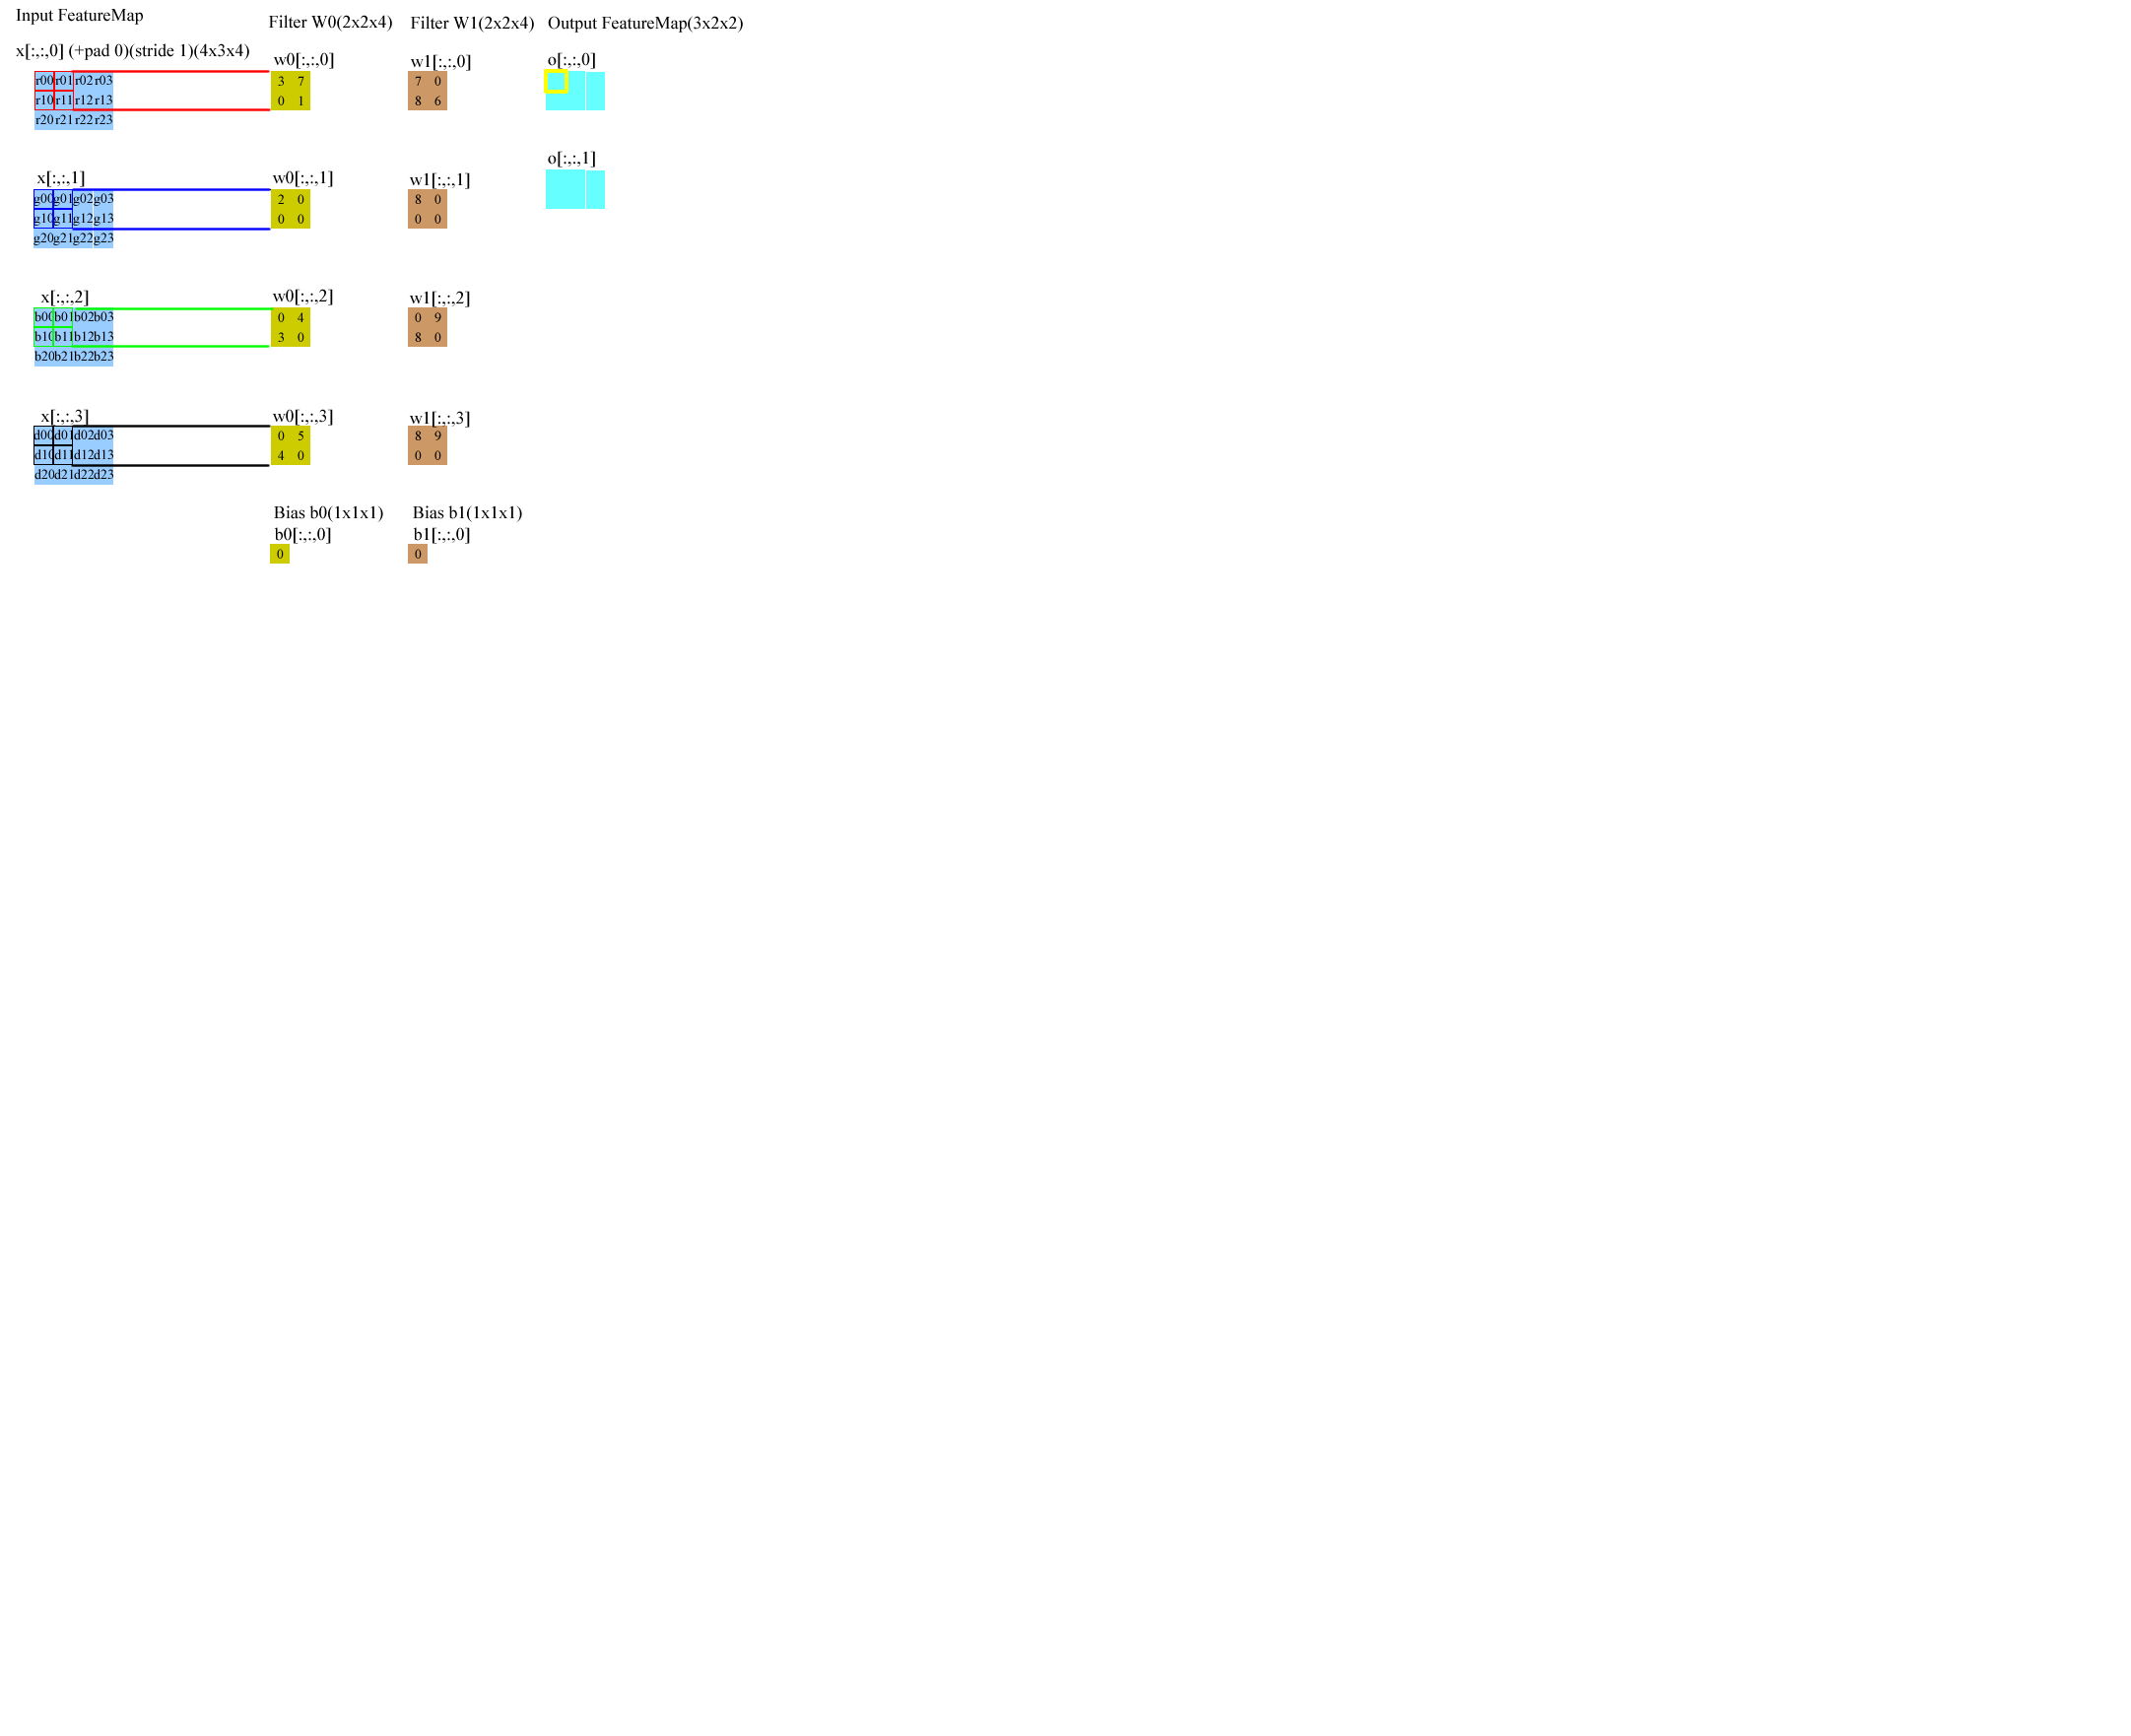 Input FeatureMap
x[:,:,0] (+pad 0)(stride 1)(4x3x4)
r00 r01 r02 r03
r10 r11 r12 r13
r20 r21 r22 r23
x[:,:,1]
g00 g01 g02 g03
g10 g11 g12 g13
g20 g21 g22 g23
x[:,:,2]
b00 b01 b02 b03
b10 b11 b12 b13
b20 b21 b22 b23
x[:,:,3]
d00 d01 d02 d03
d10 d11 d12 d13
d20 d21 d22 d23
Filter W0(2x2x4)
w0[:,:,0]
3 7
0 1
w0[:,:,1]
2 0
0 0
w0[:,:,2]
0 4
3 0
w0[:,:,3]
0 5
4 0
Bias b0(1x1x1)
b0[:,:,0]
0
Filter W1(2x2x4)
w1[:,:,0]
7 0
8 6
w1[:,:,1]
8 0
0 0
w1[:,:,2]
0 9
8 0
w1[:,:,3]
8 9
0 0
Bias b1(1x1x1)
b1[:,:,0]
0
Output FeatureMap(3x2x2)
o[:,:,0]
o[:,:,1]